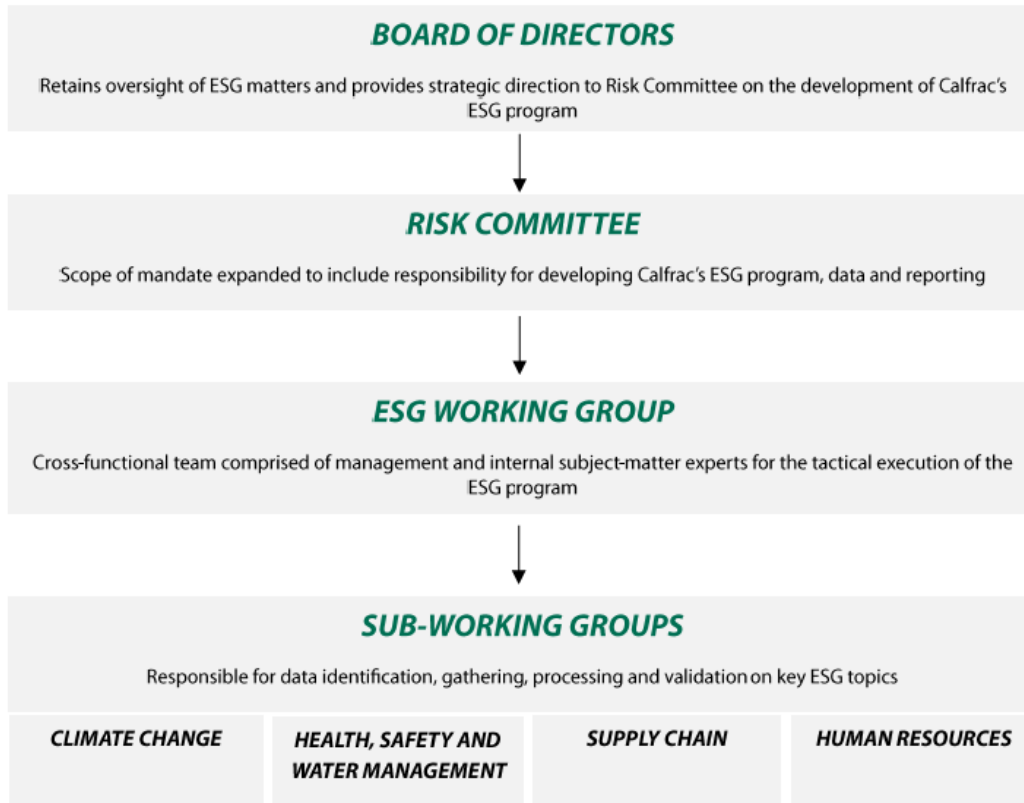 BOARD OF DIRECTORS
Retains oversight of ESG matters and provides strategic direction to Risk Committee on the development of Calfrac's
ESG program
RISK COMMITTEE
Scope of mandate expanded to include responsibility for developing Calfrac's ESG program, data and reporting
ESG WORKING GROUP
Cross-functional team comprised of management and internal subject-matter experts for the tactical execution of the
ESG program
SUB-WORKING GROUPS
Responsible for data identification, gathering, processing and validation on key ESG topics
CLIMATE CHANGE
HEALTH, SAFETY AND
WATER MANAGEMENT
SUPPLY CHAIN
HUMAN RESOURCES